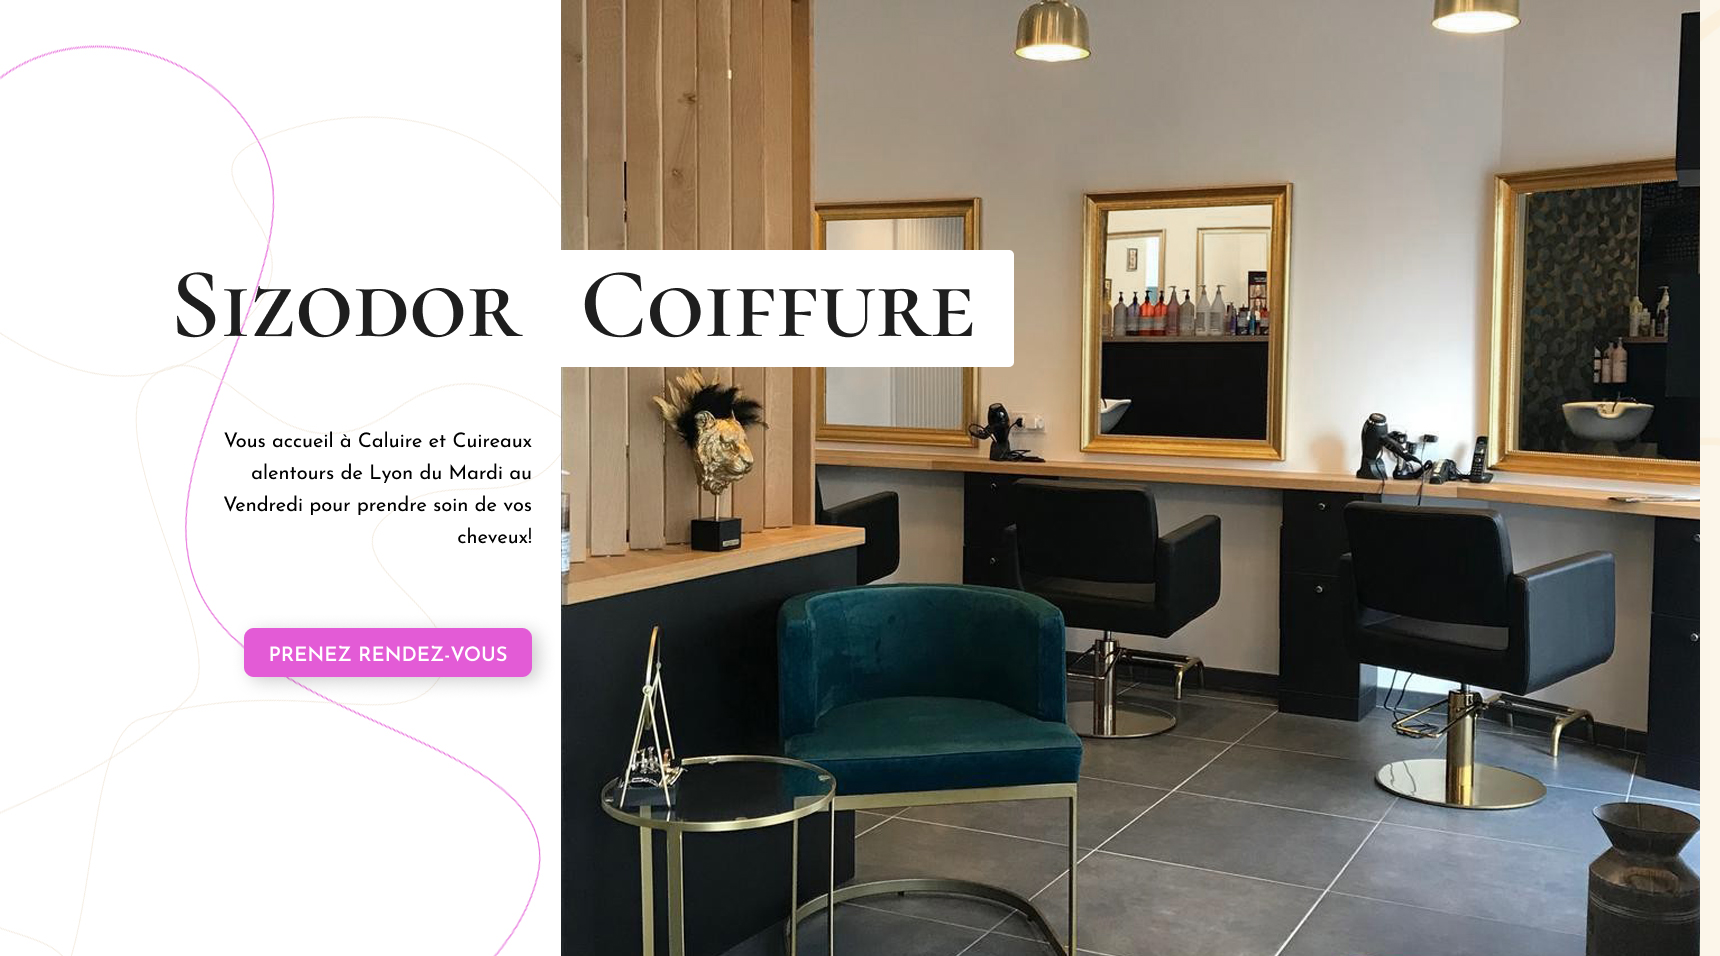 Sizodor Coiffure
Vous accueil à Caluire et Cuireaux
alentours de Lyon du Mardi au
Vendredi pour prendre soin de vos
cheveux!
PRENEZ RENDEZ-VOUS